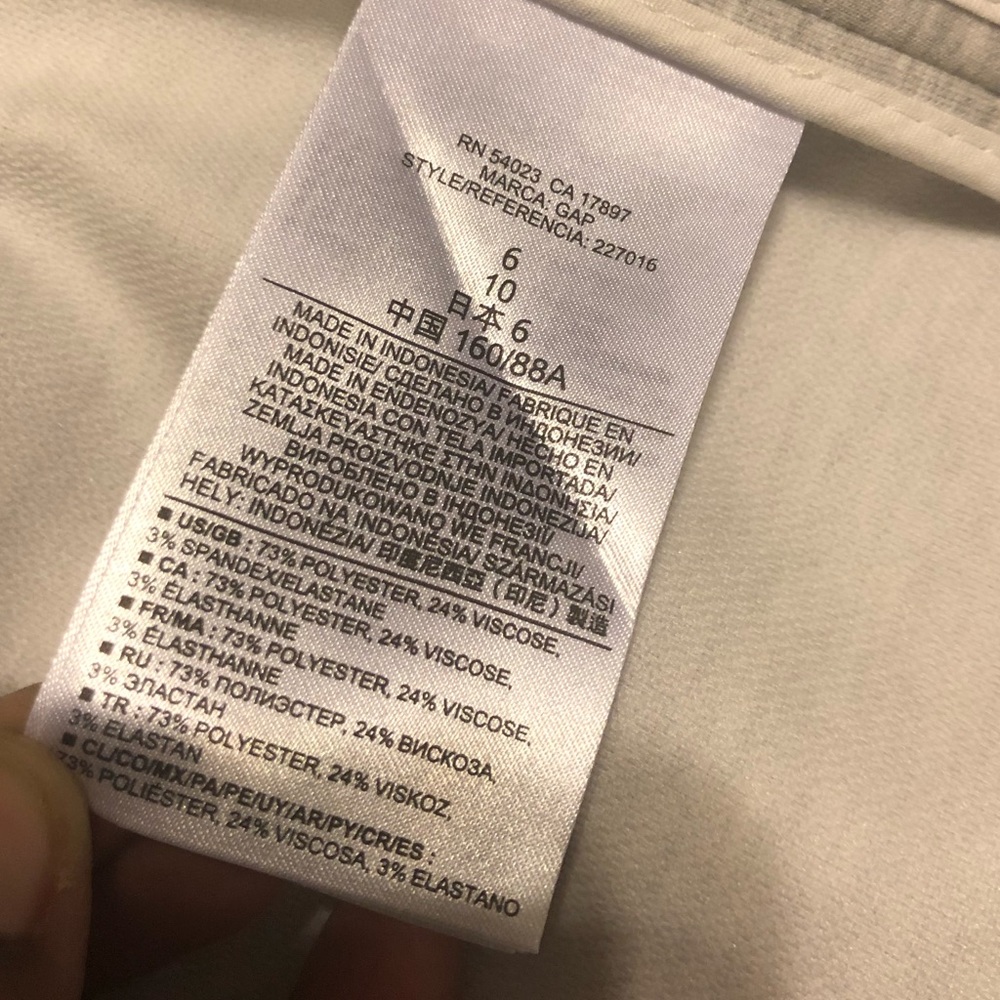 RN 54023 CA 17897
MARCA: GAP
STYLE/REFERENCIA: 227016
6
10
日本 6
中国 160/88A
MADE IN INDONESIA/ FABRIQUE EN
INDONISIE/ СДЕЛАНО В ИНДОНЕЗИИ/
MADE IN ENDENOZYA/ HECHO EN
INDONESIA CON TELA IMPORTADA/
ΚΑΤΑΣΚΕΥΑΣΤΗΚΕ ΣΤΗΝ ΙΝΔΟΝΗΣΙΑ/
ZEMLJA PROIZVODNJE INDONEZIJA/
ВИРОБЛЕНО В ІНДОНЕЗІЇ/
WYPRODUKOWANO WE FRANCJI/
FABRICADO NA INDONÉSIA/ SZÁRMAZÁSI
HELY: INDONÉZIA/ 印度尼西亞（印尼）製造
■ US/GB : 73% POLYESTER, 24% VISCOSE,
3% SPANDEX/ELASTANE
■ CA : 73% POLYESTER, 24% VISCOSE,
3% ÉLASTHANNE
■ FR/MA : 73% POLYESTER, 24% VISCOSE,
3% ÉLASTHANNE
■ RU : 73% ПОЛИЭСТЕР, 24% ВИСКОЗА,
3% ЭЛАСТАН
■ TR : 73% POLYESTER, 24% VISKOZ,
3% ELASTAN
■ CL/CO/MX/PA/PE/UY/AR/PY/CR/ES :
73% POLIÉSTER, 24% VISCOSA, 3% ELASTANO